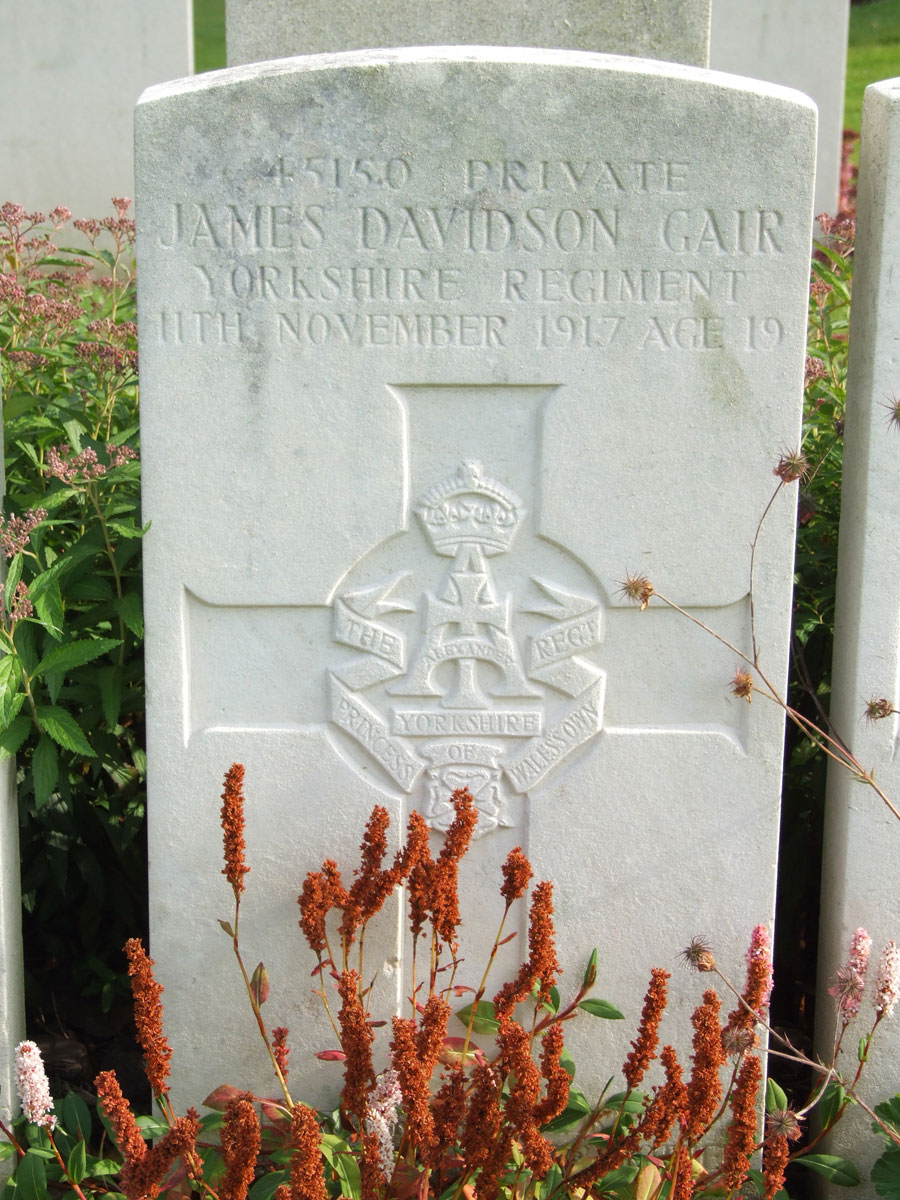 45150 PRIVATE
JAMES DAVIDSON GAIR
YORKSHIRE REGIMENT
11TH NOVEMBER 1917 AGE 19
THE REGT
ALEXANDRA
YORKSHIRE
PRINCESS OF WALES'S OWN